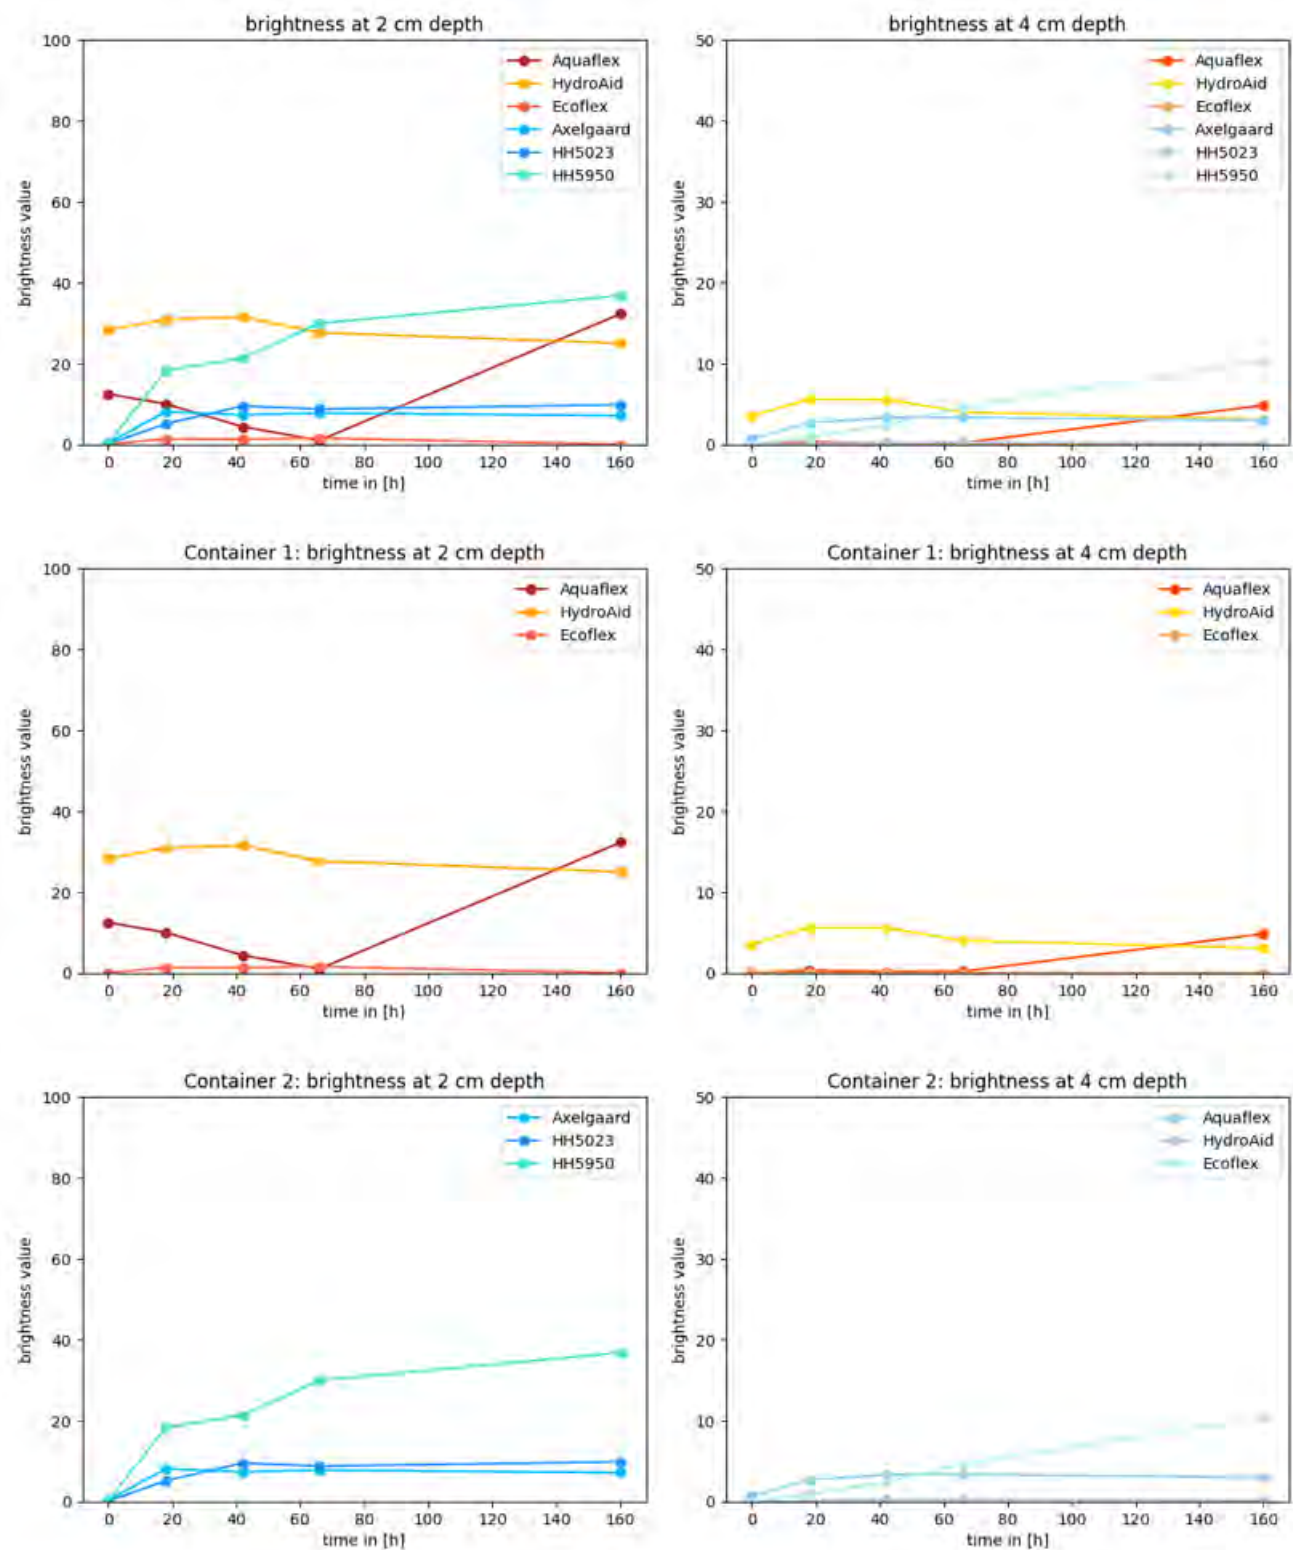 brightness at 2 cm depth
100
80
60
40
20
0
brightness value
Aquaflex
HydroAid
Ecoflex
Axelgaard
HH5023
HH5950
0 20 40 60 80 100 120 140 160
time in [h]
brightness at 4 cm depth
50
40
30
20
10
0
brightness value
Aquaflex
HydroAid
Ecoflex
Axelgaard
HH5023
HH5950
0 20 40 60 80 100 120 140 160
time in [h]
Container 1: brightness at 2 cm depth
100
80
60
40
20
0
brightness value
Aquaflex
HydroAid
Ecoflex
0 20 40 60 80 100 120 140 160
time in [h]
Container 1: brightness at 4 cm depth
50
40
30
20
10
0
brightness value
Aquaflex
HydroAid
Ecoflex
0 20 40 60 80 100 120 140 160
time in [h]
Container 2: brightness at 2 cm depth
100
80
60
40
20
0
brightness value
Axelgaard
HH5023
HH5950
0 20 40 60 80 100 120 140 160
time in [h]
Container 2: brightness at 4 cm depth
50
40
30
20
10
0
brightness value
Aquaflex
HydroAid
Ecoflex
0 20 40 60 80 100 120 140 160
time in [h]